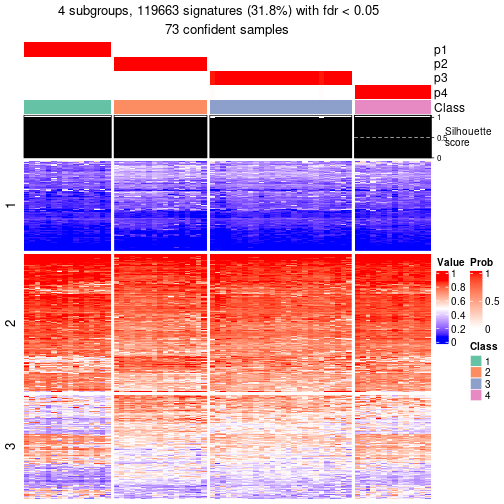 4 subgroups, 119663 signatures (31.8%) with fdr < 0.05
73 confident samples
p1
p2
p3
p4
Class
1
0.5
0
Silhouette
score
1
2
3
Value
1
0.8
0.6
0.4
0.2
0
Prob
1
0.5
0
Class
1
2
3
4